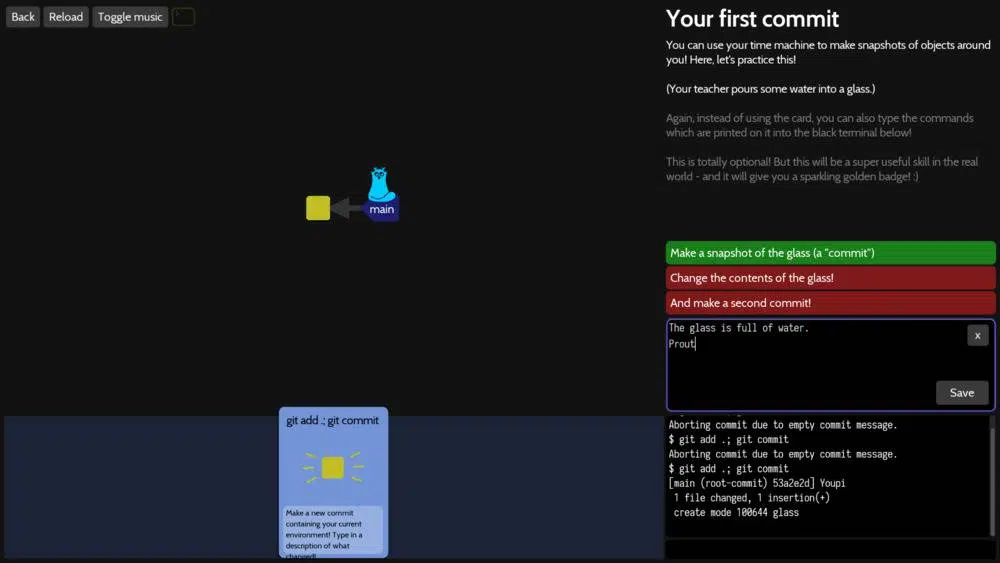 Back Reload Toggle music
Your first commit
You can use your time machine to make snapshots of objects around
you! Here, let's practice this!
(Your teacher pours some water into a glass.)
Again, instead of using the card, you can also type the commands
which are printed on it into the black terminal below!
This is totally optional! But this will be a super useful skill in the real
world - and it will give you a sparkling golden badge! :)
main
Make a snapshot of the glass (a "commit")
Change the contents of the glass!
And make a second commit!
The glass is full of water.
x
Prout
Save
git add .; git commit
Make a new commit
containing your current
environment! Type in a
description of what
changed!
Aborting commit due to empty commit message.
$ git add .; git commit
Aborting commit due to empty commit message.
$ git add .; git commit
[main (root-commit) 53a2e2d] Youpi
1 file changed, 1 insertion(+)
create mode 100644 glass